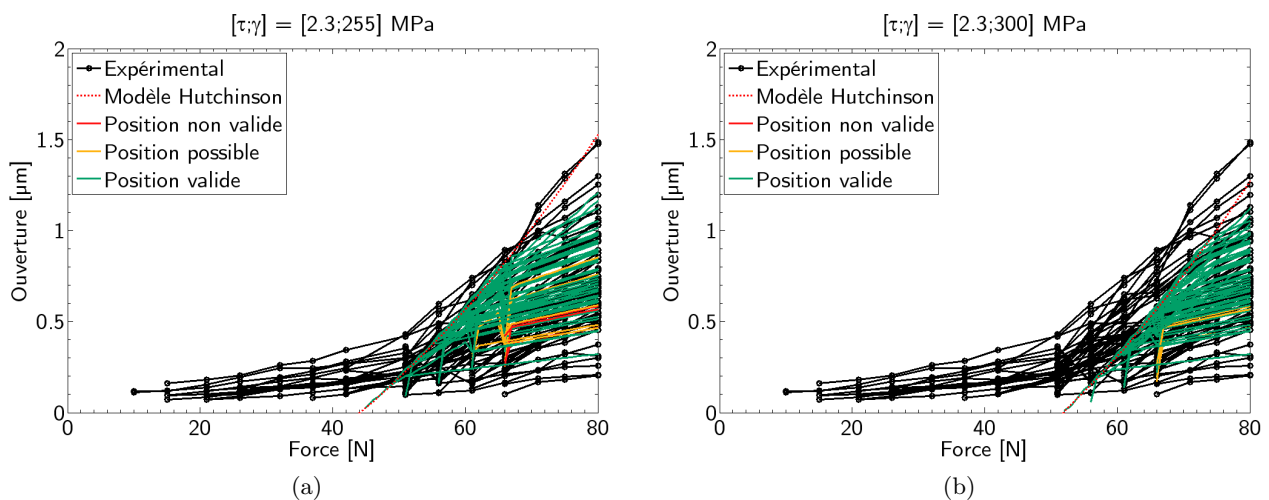 [τ;γ] = [2.3;255] MPa
2
1.5
1
0.5
0
Ouverture [µm]
Expérimental
Modèle Hutchinson
Position non valide
Position possible
Position valide
0 20 40 60 80
Force [N]
(a)
[τ;γ] = [2.3;300] MPa
2
1.5
1
0.5
0
Ouverture [µm]
Expérimental
Modèle Hutchinson
Position non valide
Position possible
Position valide
0 20 40 60 80
Force [N]
(b)